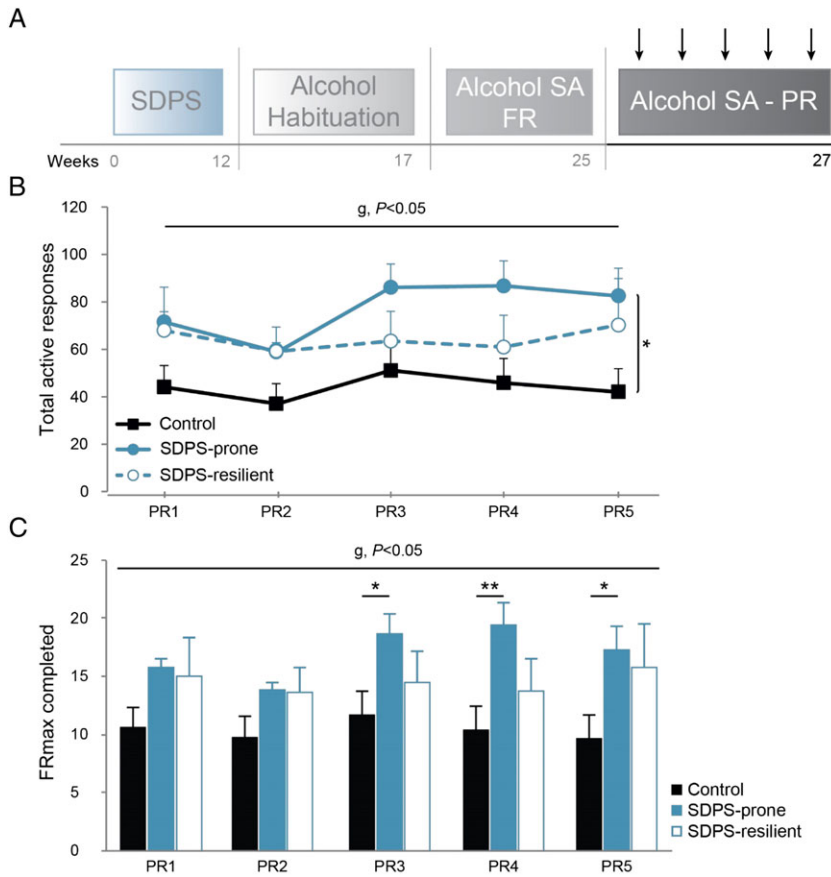 A
SDPS
Alcohol
Habituation
Alcohol SA
FR
Alcohol SA - PR
Weeks 0 12 17 25 27
B
g, P<0.05
120
100
80
60
40
20
0
Total active responses
*
Control
SDPS-prone
SDPS-resilient
PR1 PR2 PR3 PR4 PR5
C
g, P<0.05
25
20
15
10
5
0
FRmax completed
* ** *
Control
SDPS-prone
SDPS-resilient
PR1 PR2 PR3 PR4 PR5